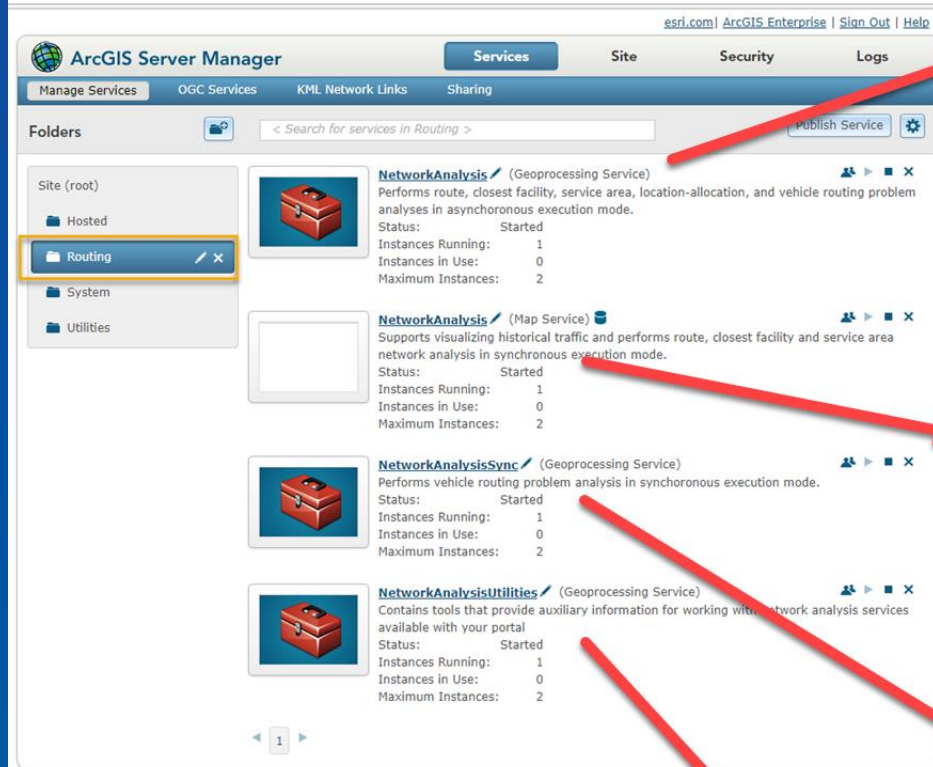 esri.com | ArcGIS Enterprise | Sign Out | Help
ArcGIS Server Manager
Services Site Security Logs
Manage Services OGC Services KML Network Links Sharing
Folders
< Search for services in Routing >
Publish Service
Site (root)
Hosted
Routing
System
Utilities
NetworkAnalysis (Geoprocessing Service)
Performs route, closest facility, service area, location-allocation, and vehicle routing problem
analyses in asynchoronous execution mode.
Status: Started
Instances Running: 1
Instances in Use: 0
Maximum Instances: 2
NetworkAnalysis (Map Service)
Supports visualizing historical traffic and performs route, closest facility and service area
network analysis in synchronous execution mode.
Status: Started
Instances Running: 1
Instances in Use: 0
Maximum Instances: 2
NetworkAnalysisSync (Geoprocessing Service)
Performs vehicle routing problem analysis in synchoronous execution mode.
Status: Started
Instances Running: 1
Instances in Use: 0
Maximum Instances: 2
NetworkAnalysisUtilities (Geoprocessing Service)
Contains tools that provide auxiliary information for working with network analysis services
available with your portal
Status: Started
Instances Running: 1
Instances in Use: 0
Maximum Instances: 2
1